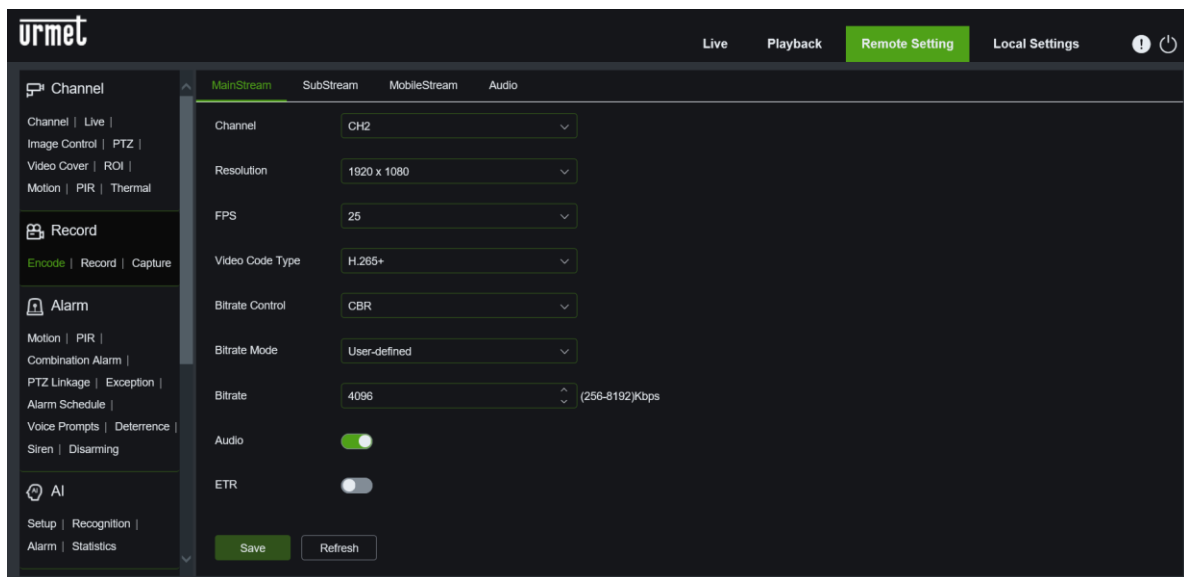 urmet
Live Playback Remote Setting Local Settings
Channel
Channel | Live |
Image Control | PTZ |
Video Cover | ROI |
Motion | PIR | Thermal
Record
Encode | Record | Capture
Alarm
Motion | PIR |
Combination Alarm |
PTZ Linkage | Exception |
Alarm Schedule |
Voice Prompts | Deterrence |
Siren | Disarming
AI
Setup | Recognition |
Alarm | Statistics
MainStream SubStream MobileStream Audio
Channel CH2
Resolution 1920 x 1080
FPS 25
Video Code Type H.265+
Bitrate Control CBR
Bitrate Mode User-defined
Bitrate 4096 (256-8192)Kbps
Audio
ETR
Save Refresh